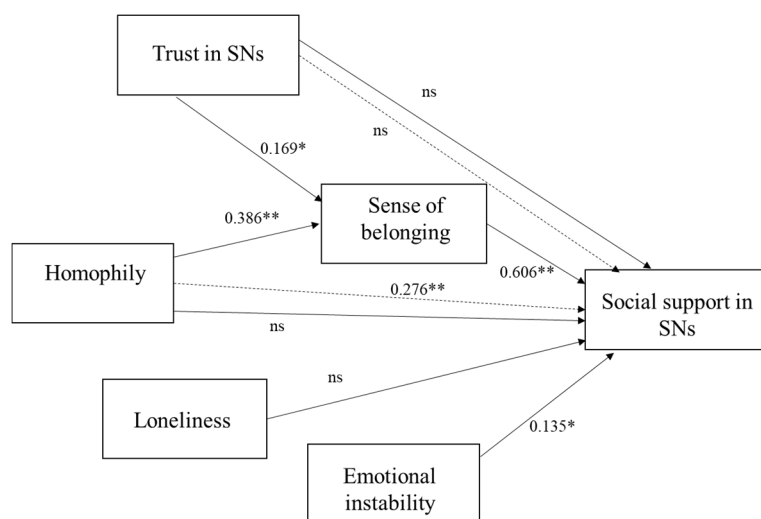 Trust in SNs
ns
ns
0.169*
Sense of
belonging
0.386**
Homophily
0.606**
0.276**
Social support in
SNs
ns
ns
Loneliness
0.135*
Emotional
instability